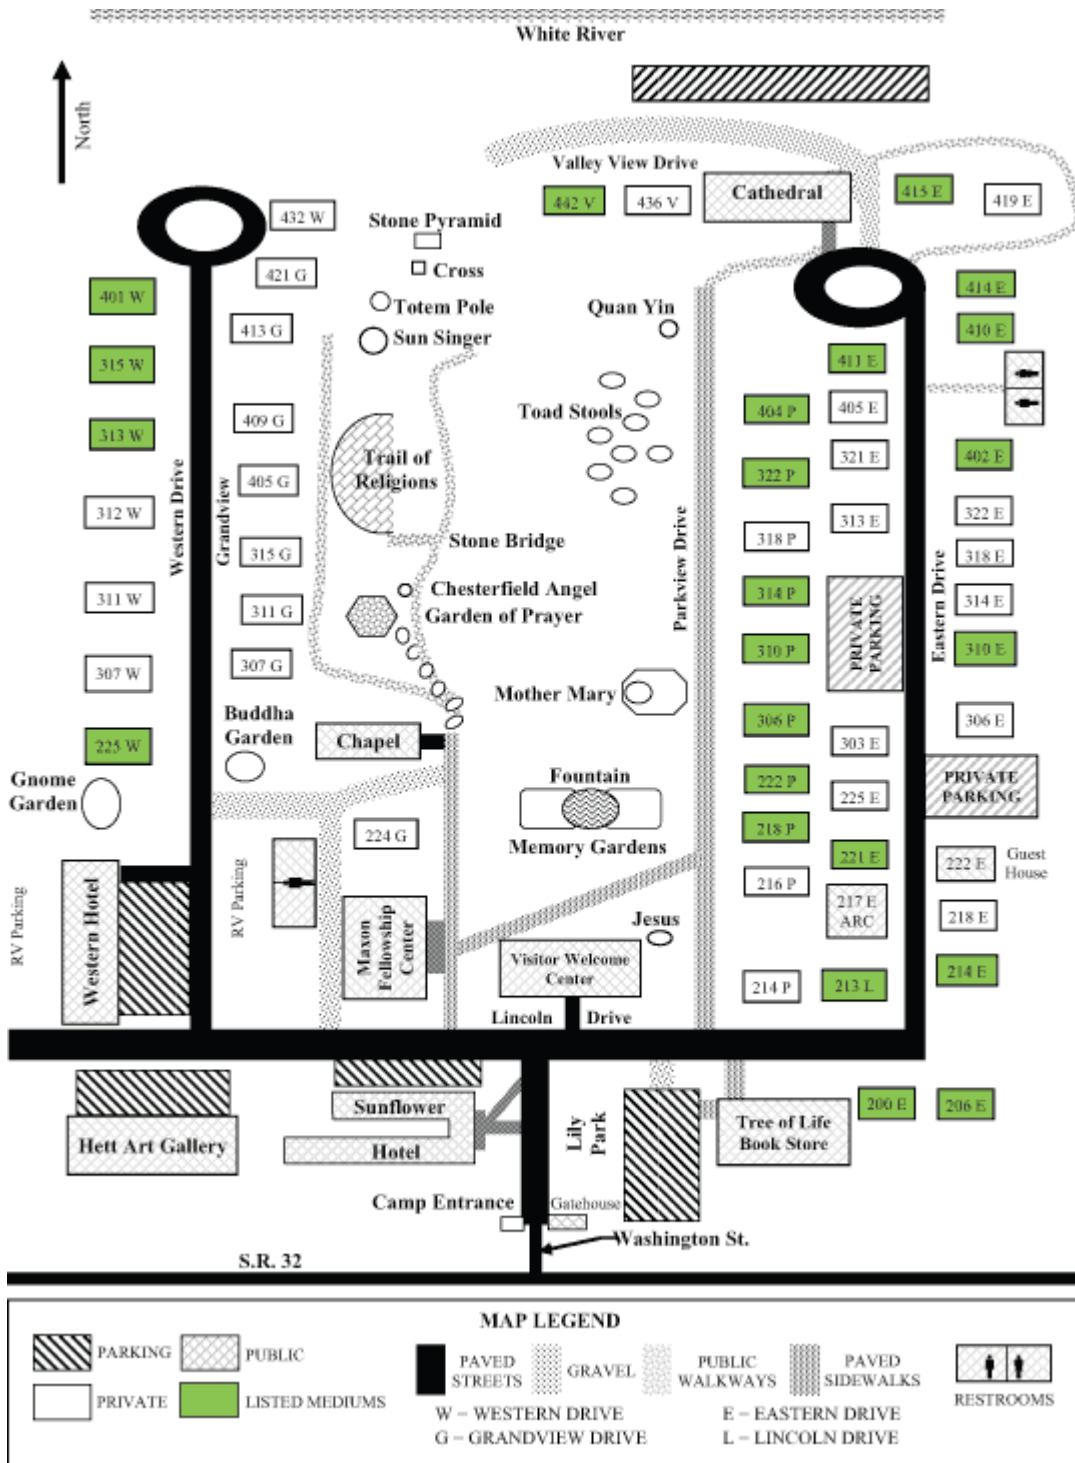 White River
North
Valley View Drive
442 V
436 V
Cathedral
415 E
419 E
432 W
Stone Pyramid
421 G
Cross
401 W
Totem Pole
Quan Yin
414 E
413 G
Sun Singer
410 E
315 W
411 E
404 P
405 E
409 G
Toad Stools
313 W
402 E
321 E
Trail of
Religions
405 G
322 P
312 W
322 E
313 E
Western Drive
Grandview
318 P
Stone Bridge
315 G
318 E
Parkview Drive
Chesterfield Angel
314 P
311 W
311 G
Garden of Prayer
PRIVATE
PARKING
Eastern Drive
314 E
310 P
310 E
307 W
307 G
Mother Mary
306 P
306 E
Buddha
Garden
225 W
Chapel
303 E
Gnome
Garden
Fountain
222 P
225 E
PRIVATE
PARKING
224 G
218 P
Memory Gardens
221 E
222 E
Guest
House
216 P
RV Parking
Western Hotel
RV Parking
Maxon
Fellowship
Center
Jesus
217 E
ARC
218 E
Visitor Welcome
Center
214 P
213 L
214 E
Lincoln Drive
Sunflower
Hotel
Lily
Park
200 E
206 E
Hett Art Gallery
Tree of Life
Book Store
Camp Entrance
Gatehouse
Washington St.
S.R. 32
MAP LEGEND
PARKING
PUBLIC
PAVED
STREETS
GRAVEL
PUBLIC
WALKWAYS
PAVED
SIDEWALKS
RESTROOMS
PRIVATE
LISTED MEDIUMS
W – WESTERN DRIVE
E – EASTERN DRIVE
G – GRANDVIEW DRIVE
L – LINCOLN DRIVE